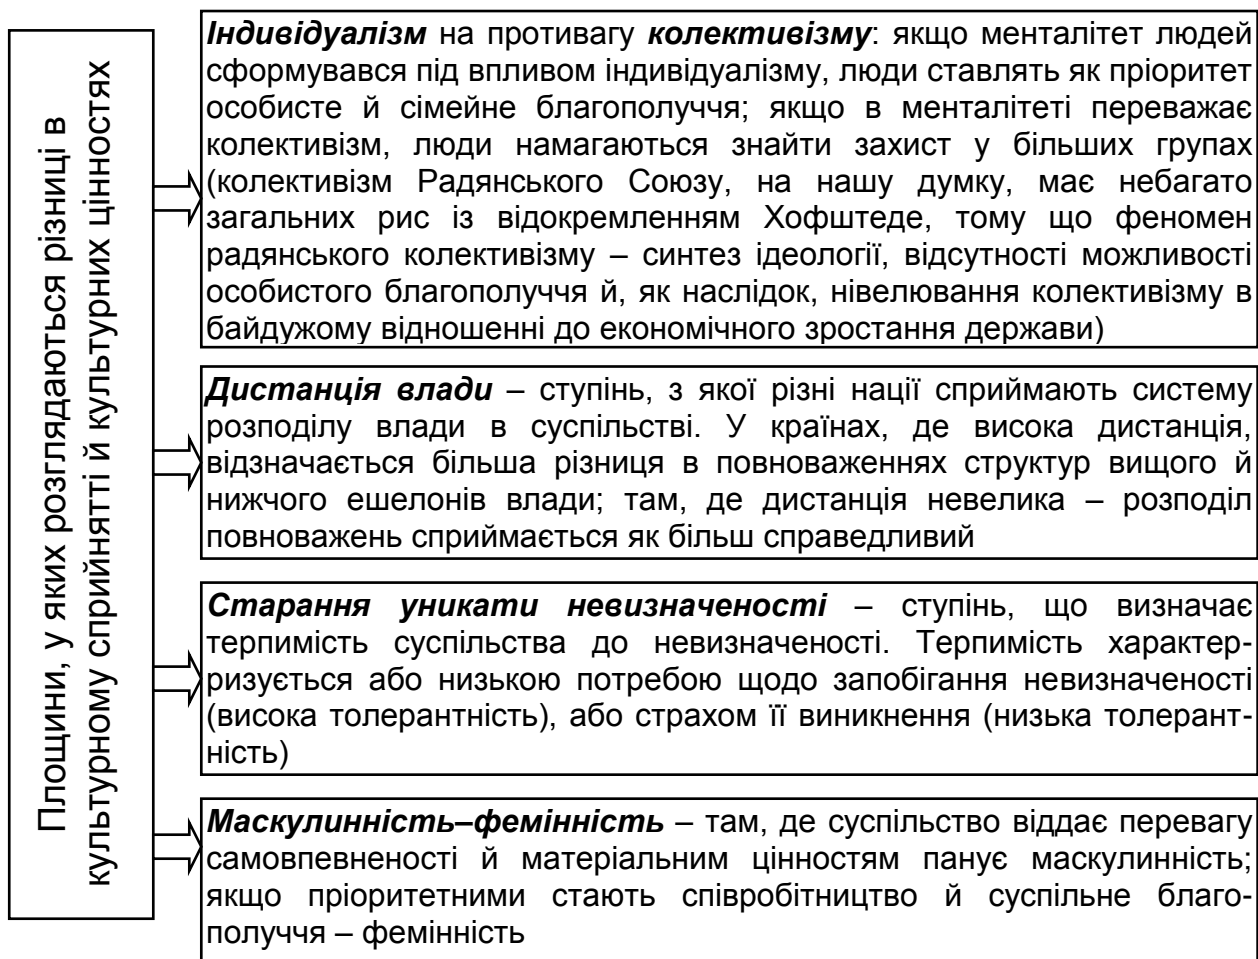 Площини, у яких розглядаються різниці в
культурному сприйнятті й культурних цінностях
Індивідуалізм на противагу колективізму: якщо менталітет людей
сформувався під впливом індивідуалізму, люди ставлять як пріоритет
особисте й сімейне благополуччя; якщо в менталітеті переважає
колективізм, люди намагаються знайти захист у більших групах
(колективізм Радянського Союзу, на нашу думку, має небагато
загальних рис із відокремленням Хофштеде, тому що феномен
радянського колективізму – синтез ідеології, відсутності можливості
особистого благополуччя й, як наслідок, нівелювання колективізму в
байдужому відношенні до економічного зростання держави)
Дистанція влади – ступінь, з якої різні нації сприймають систему
розподілу влади в суспільстві. У країнах, де висока дистанція,
відзначається більша різниця в повноваженнях структур вищого й
нижчого ешелонів влади; там, де дистанція невелика – розподіл
повноважень сприймається як більш справедливий
Старання уникати невизначеності – ступінь, що визначає
терпимість суспільства до невизначеності. Терпимість характер-
ризується або низькою потребою щодо запобігання невизначеності
(висока толерантність), або страхом її виникнення (низька толерант-
ність)
Маскулинність–фемінність – там, де суспільство віддає перевагу
самовпевненості й матеріальним цінностям панує маскулинність;
якщо пріоритетними стають співробітництво й суспільне благо-
получчя – фемінність